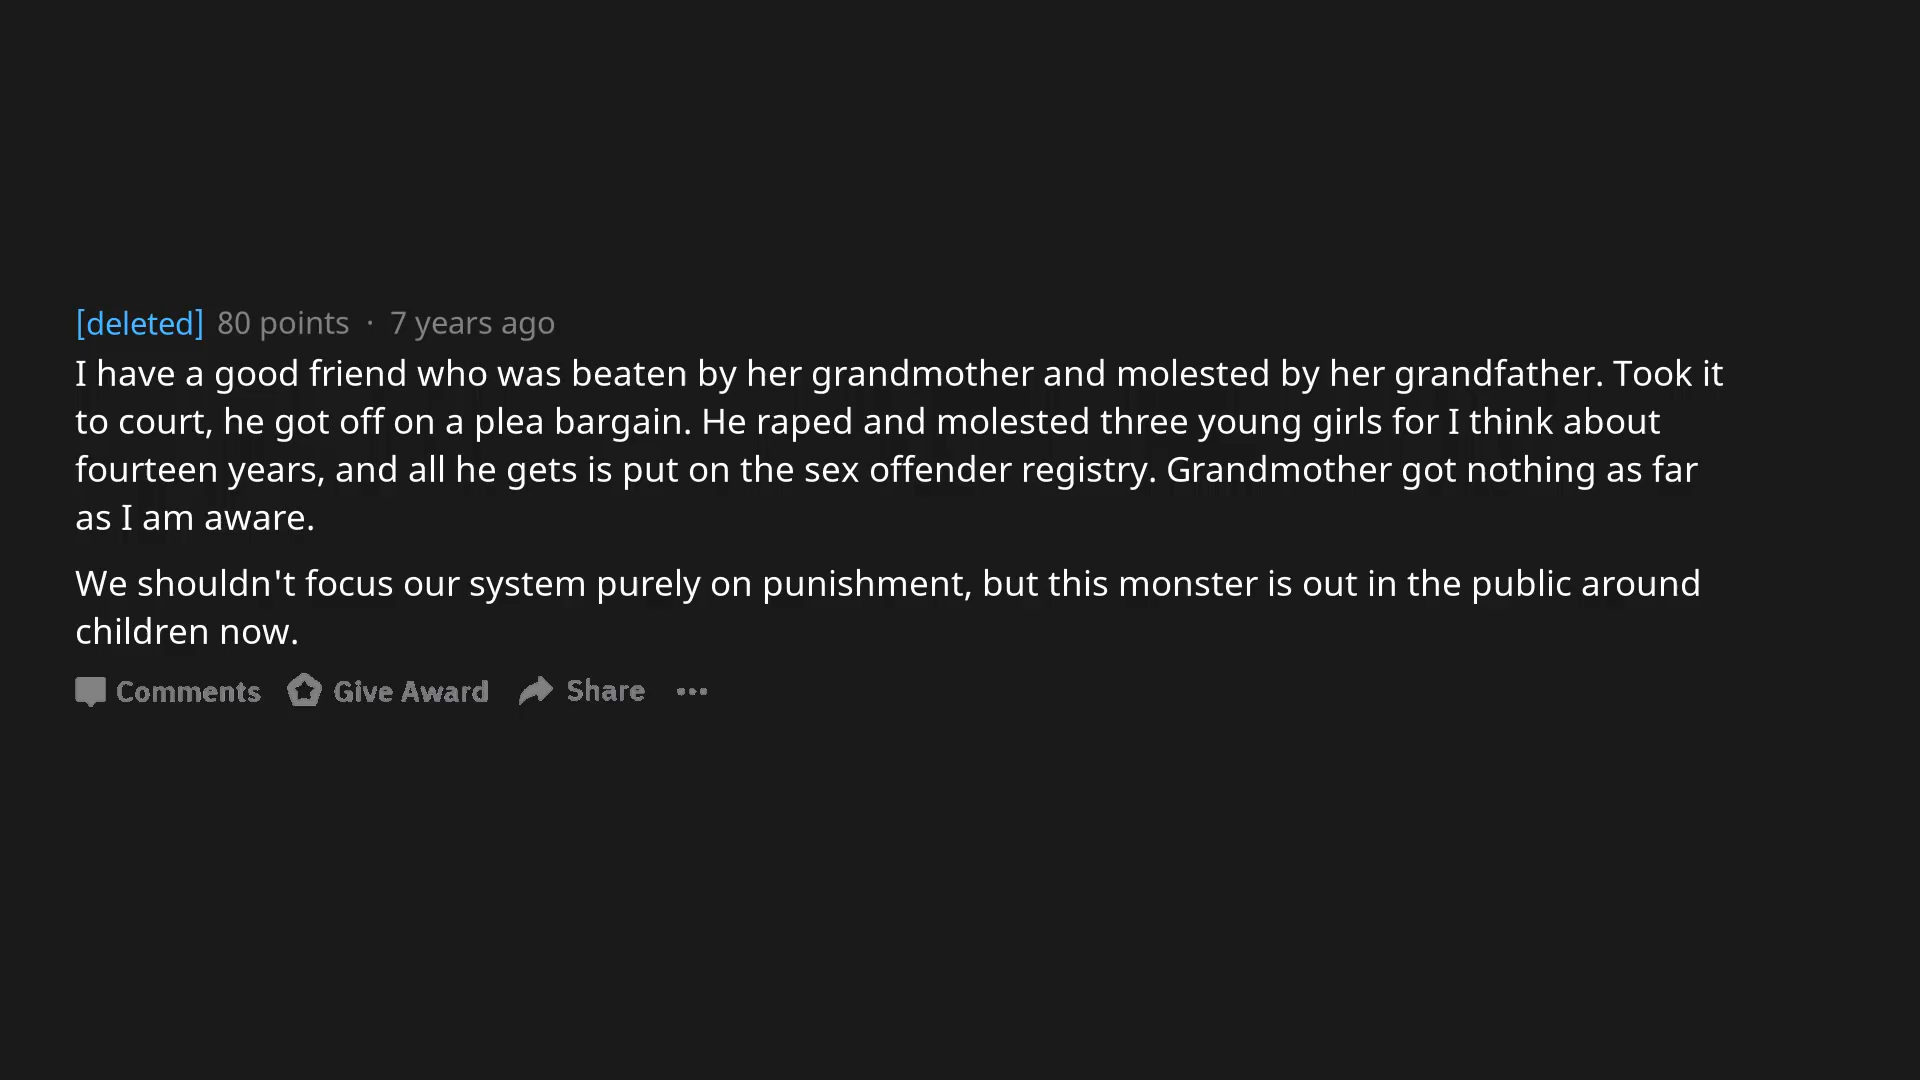 [deleted] 80 points · 7 years ago
I have a good friend who was beaten by her grandmother and molested by her grandfather. Took it
to court, he got off on a plea bargain. He raped and molested three young girls for I think about
fourteen years, and all he gets is put on the sex offender registry. Grandmother got nothing as far
as I am aware.
We shouldn't focus our system purely on punishment, but this monster is out in the public around
children now.
Comments Give Award Share ...